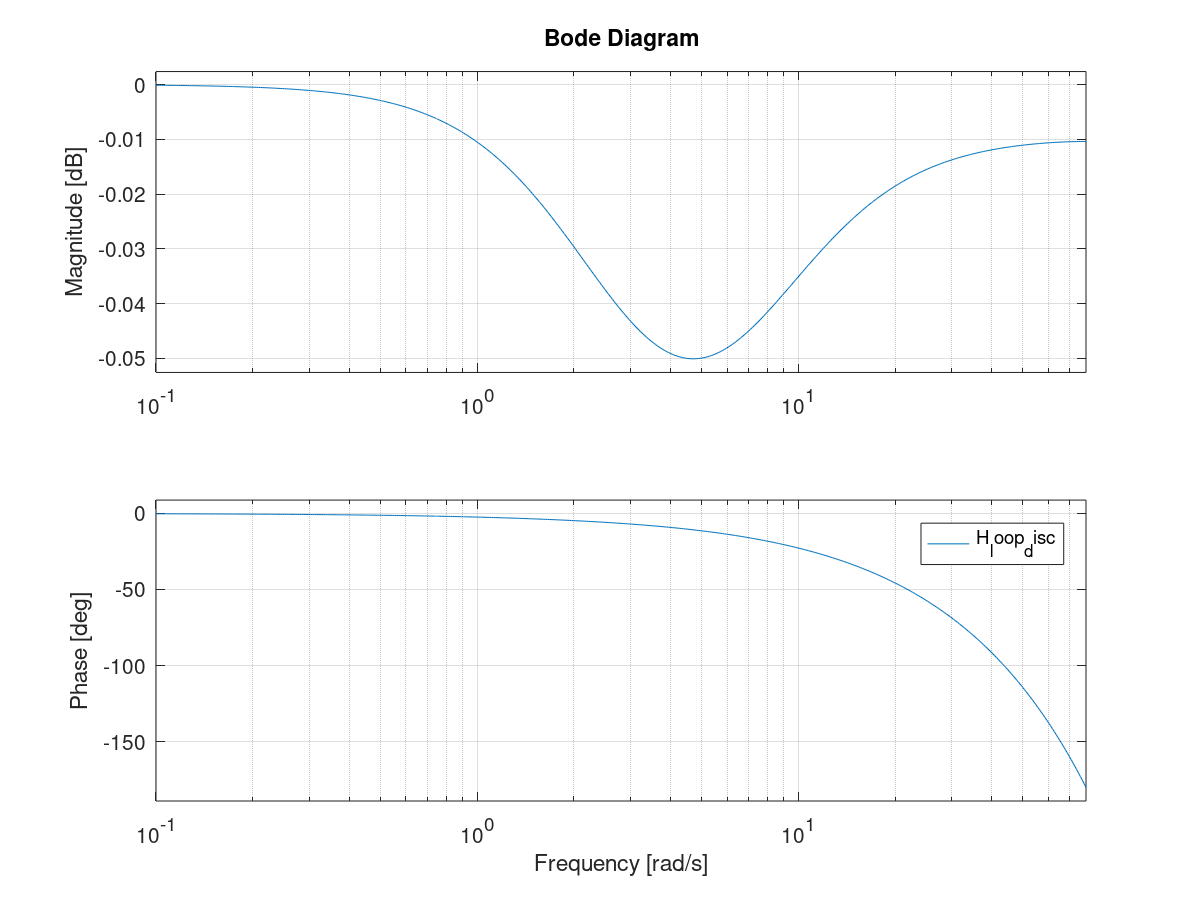 Bode Diagram
Magnitude [dB]
0
-0.01
-0.02
-0.03
-0.04
-0.05
10^-1 10^0 10^1
Phase [deg]
0
-50
-100
-150
H_loop_disc
10^-1 10^0 10^1
Frequency [rad/s]